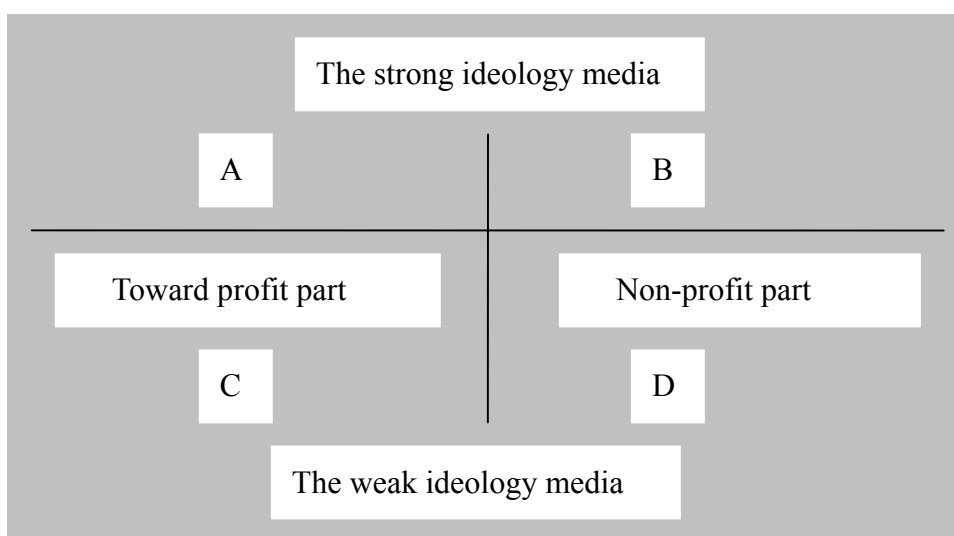 The strong ideology media
A B
Toward profit part Non-profit part
C D
The weak ideology media